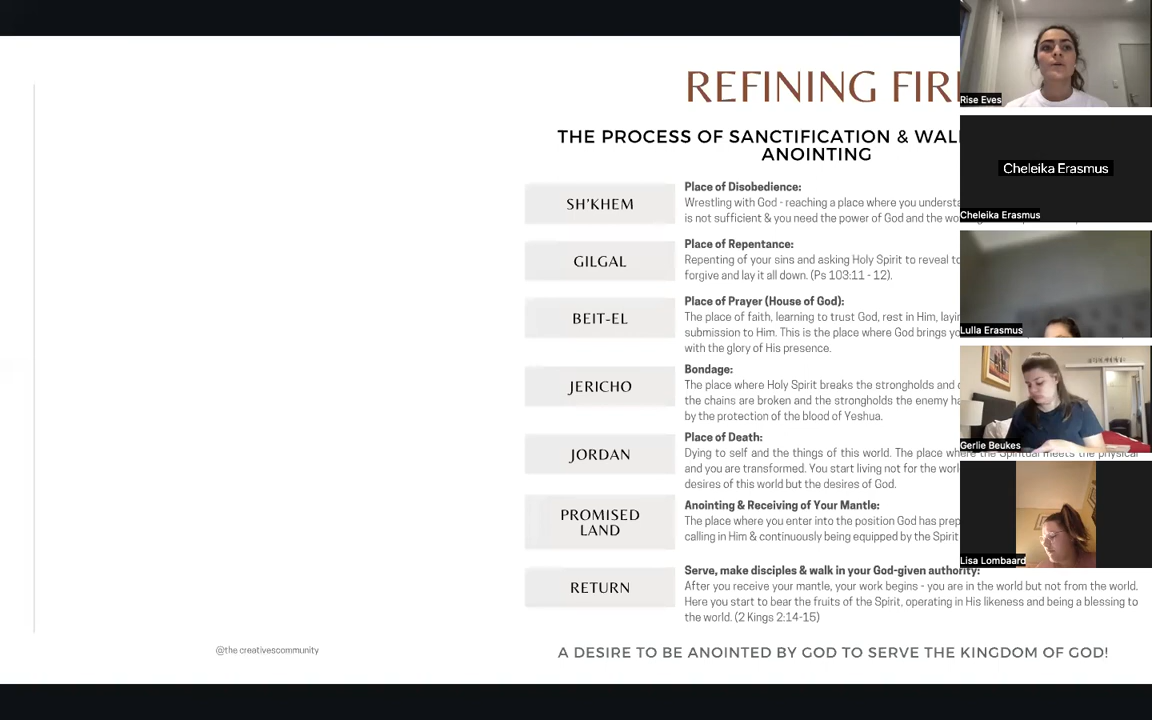 REFINING FIR
THE PROCESS OF SANCTIFICATION & WAL
ANOINTING
SH'KHEM
Place of Disobedience:
Wrestling with God - reaching a place where you understa
is not sufficient & you need the power of God and the wo
GILGAL
Place of Repentance:
Repenting of your sins and asking Holy Spirit to reveal to
forgive and lay it all down. (Ps 103:11 - 12).
BEIT-EL
Place of Prayer (House of God):
The place of faith, learning to trust God, rest in Him, layin
submission to Him. This is the place where God brings yo
with the glory of His presence.
JERICHO
Bondage:
The place where Holy Spirit breaks the strongholds and
the chains are broken and the strongholds the enemy ha
by the protection of the blood of Yeshua.
JORDAN
Place of Death:
Dying to self and the things of this world. The place where the Spiritual meets the physical
and you are transformed. You start living not for the worl
desires of this world but the desires of God.
PROMISED
LAND
Anointing & Receiving of Your Mantle:
The place where you enter into the position God has prep
calling in Him & continuously being equipped by the Spirit
RETURN
Serve, make disciples & walk in your God-given authority:
After you receive your mantle, your work begins - you are in the world but not from the world.
Here you start to bear the fruits of the Spirit, operating in His likeness and being a blessing to
the world. (2 Kings 2:14-15)
@the creativescommunity
A DESIRE TO BE ANOINTED BY GOD TO SERVE THE KINGDOM OF GOD!
Rise Eves
Cheleika Erasmus
Cheleika Erasmus
Lulla Erasmus
Gerlie Beukes
Lisa Lombaard